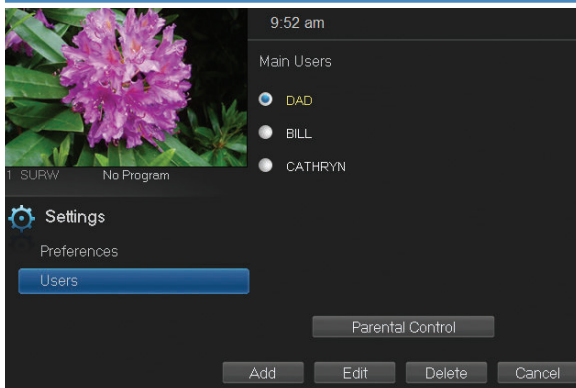 9:52 am
Main Users
DAD
BILL
CATHRYN
1 SURW No Program
Settings
Preferences
Users
Parental Control
Add Edit Delete Cancel